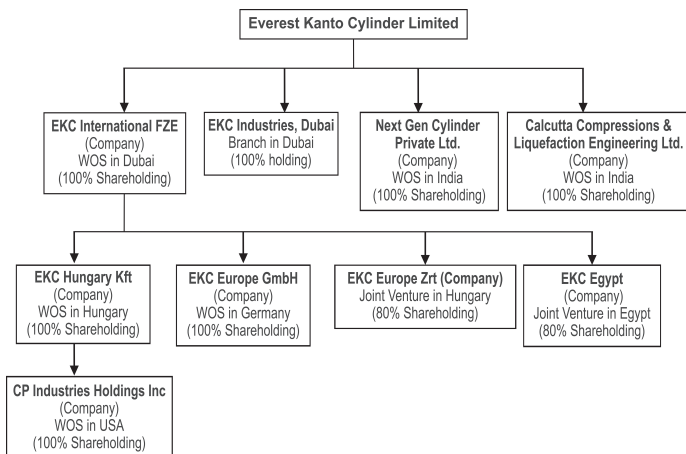 Everest Kanto Cylinder Limited
EKC International FZE
(Company)
WOS in Dubai
(100% Shareholding)
EKC Industries, Dubai
Branch in Dubai
(100% holding)
Next Gen Cylinder
Private Ltd.
(Company)
WOS in India
(100% Shareholding)
Calcutta Compressions &
Liquefaction Engineering Ltd.
(Company)
WOS in India
(100% Shareholding)
EKC Hungary Kft
(Company)
WOS in Hungary
(100% Shareholding)
EKC Europe GmbH
(Company)
WOS in Germany
(100% Shareholding)
EKC Europe Zrt (Company)
Joint Venture in Hungary
(80% Shareholding)
EKC Egypt
(Company)
Joint Venture in Egypt
(80% Shareholding)
CP Industries Holdings Inc
(Company)
WOS in USA
(100% Shareholding)